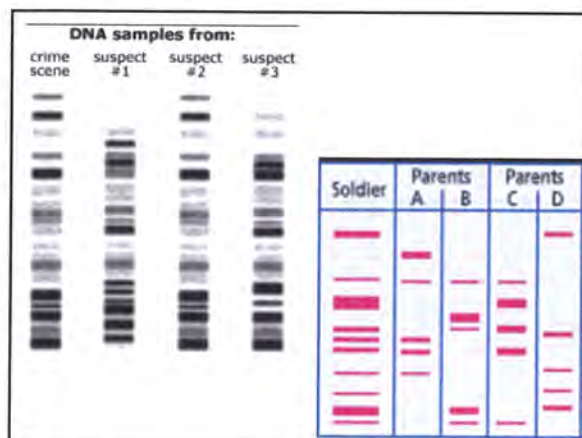 DNA samples from:
crime scene suspect #1 suspect #2 suspect #3
Soldier Parents Parents
A B C D